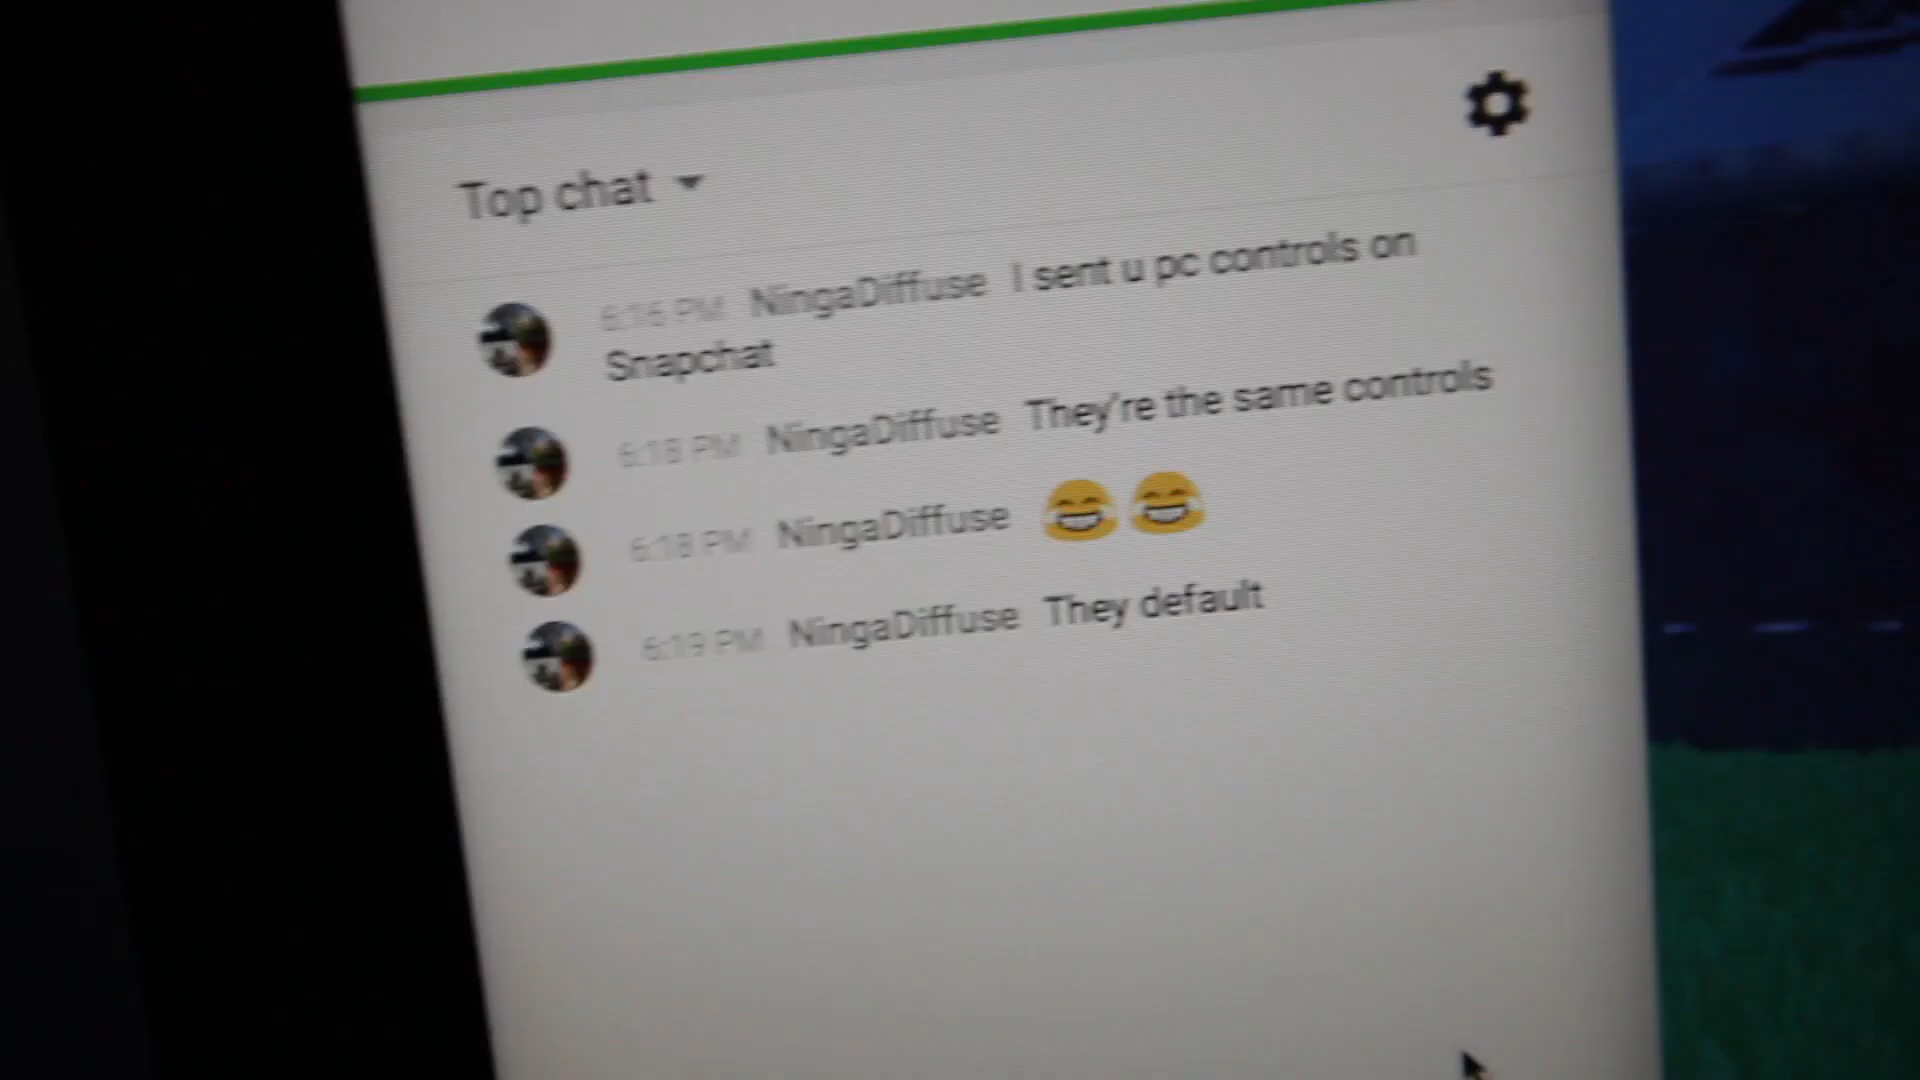 Top chat
6:16 PM NingaDiffuse I sent u pc controls on
Snapchat
6:18 PM NingaDiffuse They're the same controls
6:18 PM NingaDiffuse 😂😂
6:19 PM NingaDiffuse They default